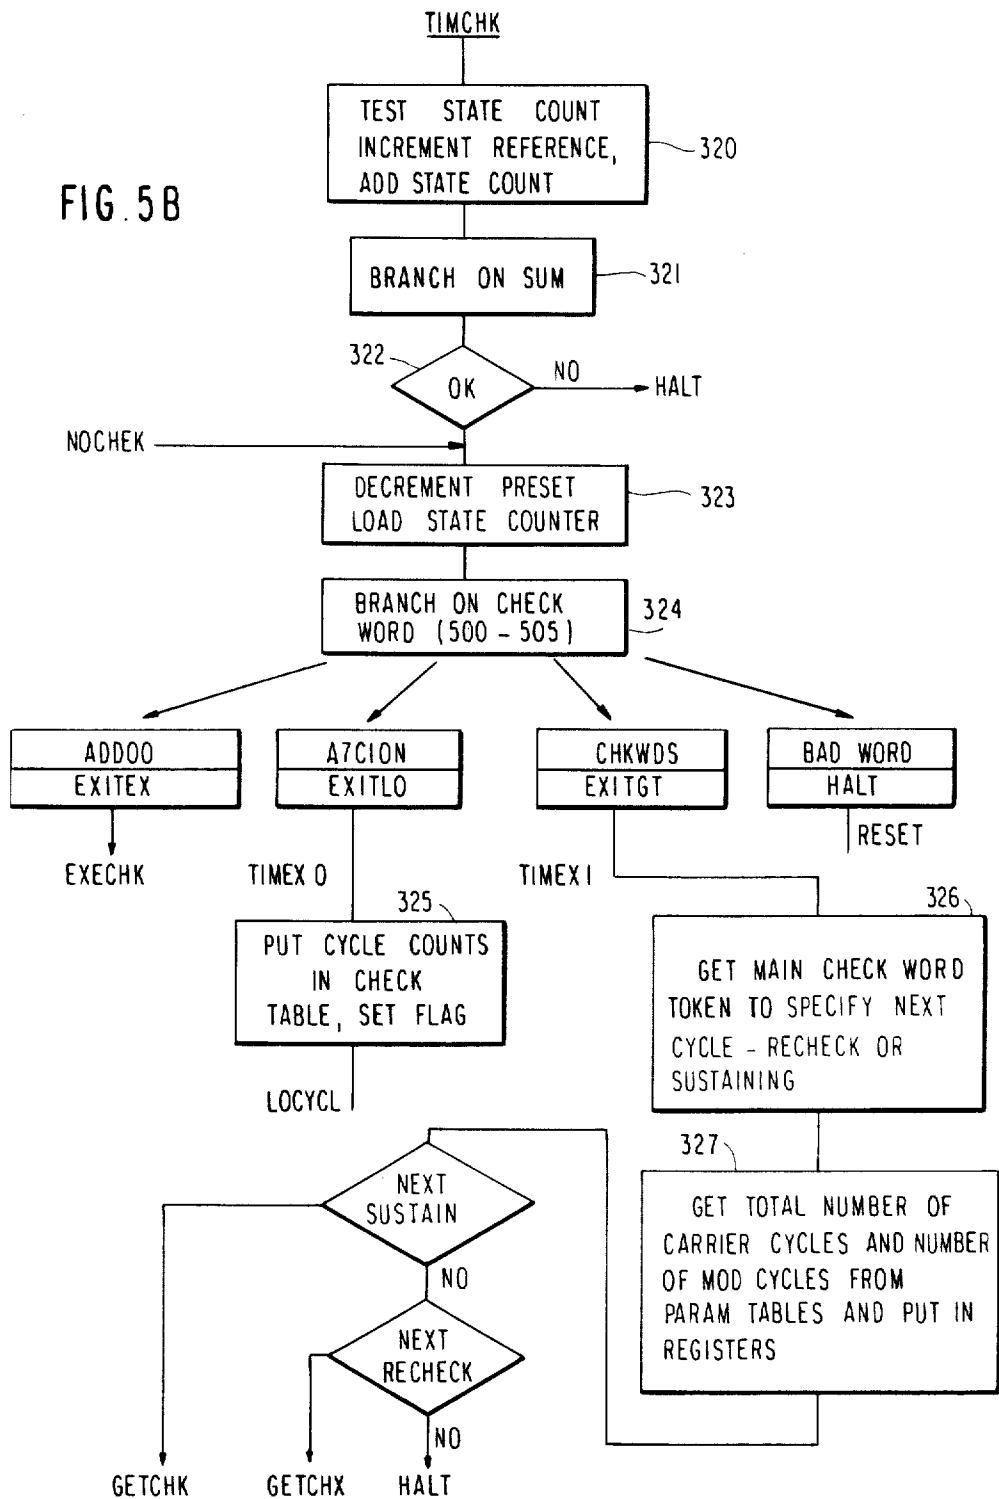 TIMCHK
TEST STATE COUNT
INCREMENT REFERENCE,
ADD STATE COUNT
320
FIG.5B
BRANCH ON SUM
321
322
OK
NO
HALT
NOCHEK
DECREMENT PRESET
LOAD STATE COUNTER
323
BRANCH ON CHECK
WORD (500 - 505)
324
ADDOO
EXITEX
A7CION
EXITLO
CHKWDS
EXITGT
BAD WORD
HALT
EXECHK
TIMEX 0
TIMEX 1
RESET
325
PUT CYCLE COUNTS
IN CHECK
TABLE, SET FLAG
LOCYCL
326
GET MAIN CHECK WORD
TOKEN TO SPECIFY NEXT
CYCLE - RECHECK OR
SUSTAINING
327
GET TOTAL NUMBER OF
CARRIER CYCLES AND NUMBER
OF MOD CYCLES FROM
PARAM TABLES AND PUT IN
REGISTERS
NEXT
SUSTAIN
NO
NEXT
RECHECK
NO
GETCHK
GETCHX
HALT